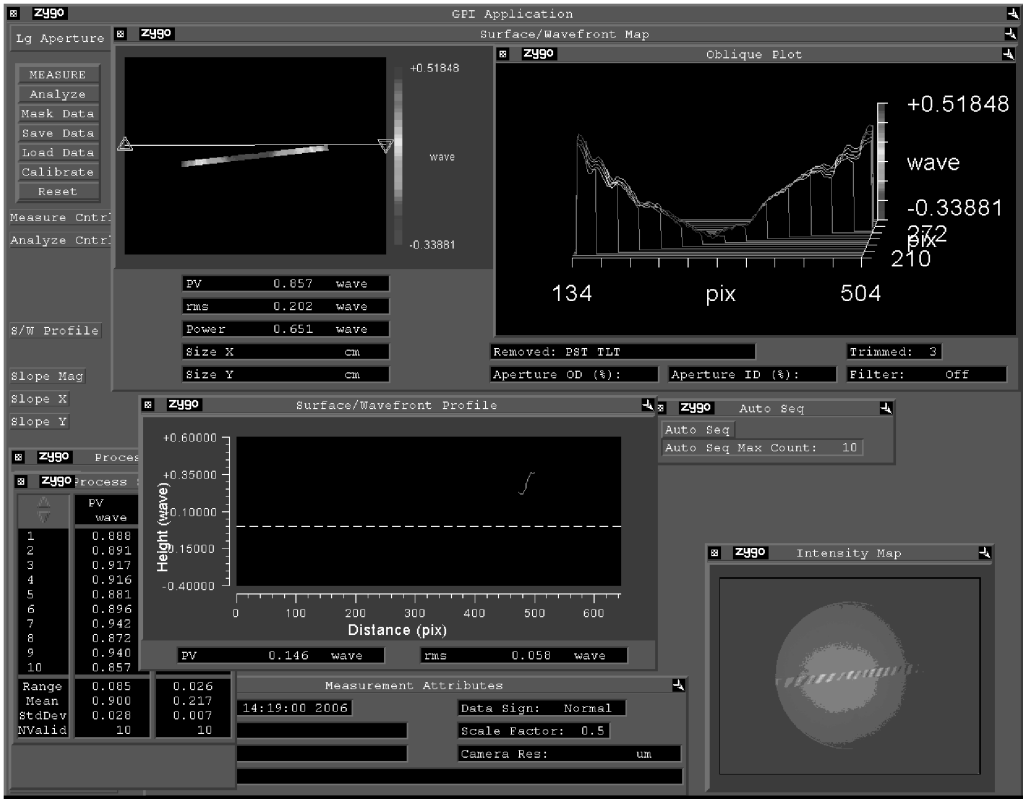 zygo GPI Application
Lg Aperture
MEASURE
Analyze
Mask Data
Save Data
Load Data
Calibrate
Reset
Measure Cntrl
Analyze Cntrl
S/W Profile
Slope Mag
Slope X
Slope Y
zygo Surface/Wavefront Map
+0.51848
wave
-0.33881
PV 0.857 wave
rms 0.202 wave
Power 0.651 wave
Size X cm
Size Y cm
zygo Oblique Plot
+0.51848
wave
-0.33881
272
pix
210
134 pix 504
Removed: PST TLT
Trimmed: 3
Aperture OD (%):
Aperture ID (%):
Filter: Off
zygo Surface/Wavefront Profile
+0.60000
+0.35000
+0.10000
-0.15000
-0.40000
Height (wave)
0 100 200 300 400 500 600
Distance (pix)
PV 0.146 wave
rms 0.058 wave
zygo Auto Seq
Auto Seq
Auto Seq Max Count: 10
zygo Proces
zygo Process
PV
wave
1 0.888
2 0.891
3 0.917
4 0.916
5 0.881
6 0.896
7 0.942
8 0.872
9 0.940
10 0.857
Range 0.085 0.026
Mean 0.900 0.217
StdDev 0.028 0.007
NValid 10 10
Measurement Attributes
14:19:00 2006
Data Sign: Normal
Scale Factor: 0.5
Camera Res: um
zygo Intensity Map